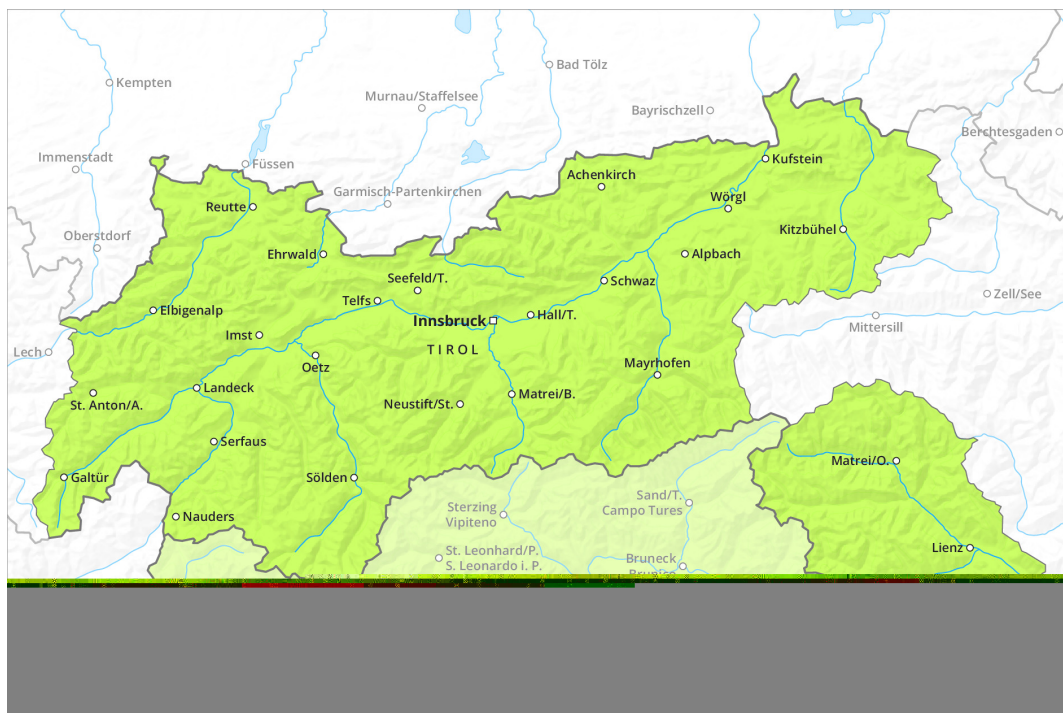 Kempten
Bad Tölz
Murnau/Staffelsee
Bayrischzell
Berchtesgaden
Immenstadt
Füssen
Kufstein
Achenkirch
Garmisch-Partenkirchen
Wörgl
Reutte
Kitzbühel
Oberstdorf
Ehrwald
Alpbach
Seefeld/T.
Schwaz
Zell/See
Telfs
Elbigenalp
Innsbruck
Hall/T.
Mittersill
Imst
TIROL
Lech
Oetz
Mayrhofen
Landeck
St. Anton/A.
Neustift/St.
Matrei/B.
Serfaus
Matrei/O.
Galtür
Sölden
Sterzing
Vipiteno
Sand/T.
Campo Tures
Nauders
St. Leonhard/P.
S. Leonardo i. P.
Lienz
Bruneck
Brunico